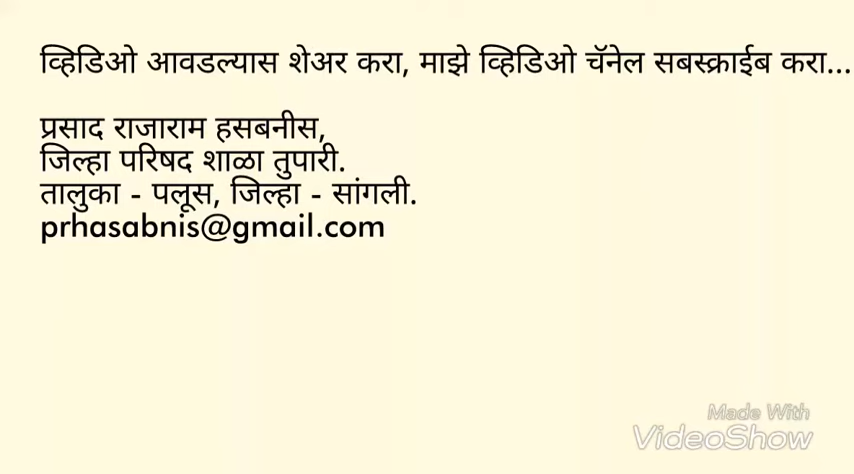 व्हिडिओ आवडल्यास शेअर करा, माझे व्हिडिओ चॅनेल सबस्क्राईब करा...
प्रसाद राजाराम हसबनीस,
जिल्हा परिषद शाळा तुपारी.
तालुका - पलूस, जिल्हा - सांगली.
prhasabnis@gmail.com
Made With
VideoShow